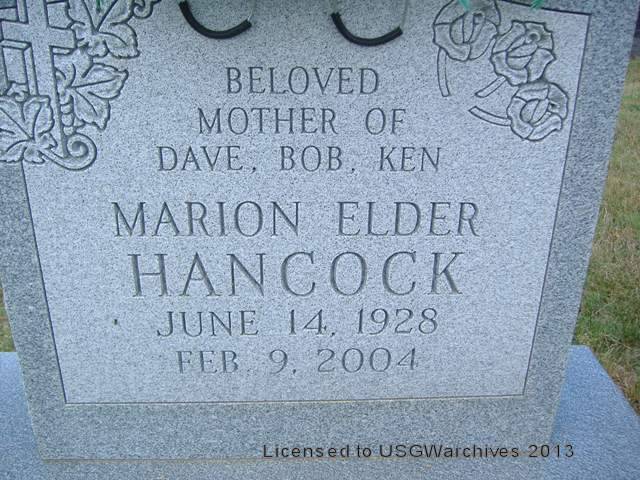 BELOVED
MOTHER OF
DAVE, BOB, KEN
MARION ELDER
HANCOCK
JUNE 14, 1928
FEB. 9, 2004
Licensed to USGWarchives 2013